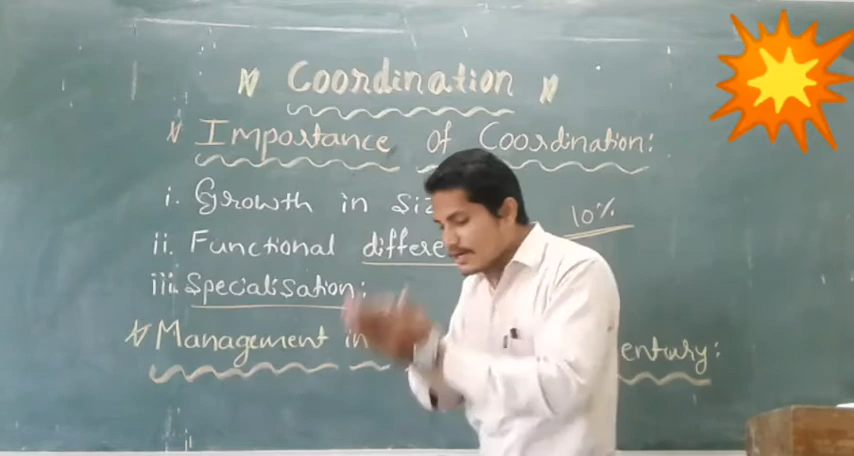 Coordination
Importance of Coordination:
i. Growth in
10%
ii. Functional
iii. Specialisation:
Management in